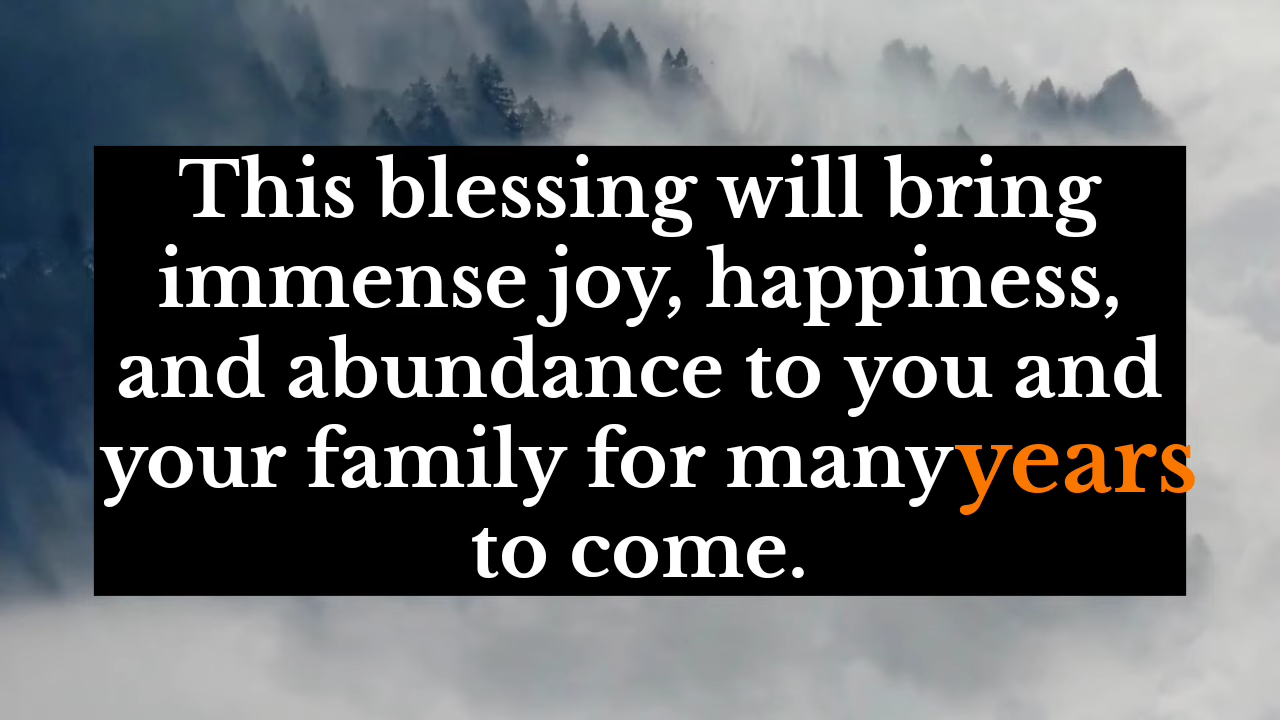 This blessing will bring
immense joy, happiness,
and abundance to you and
your family for many years
to come.